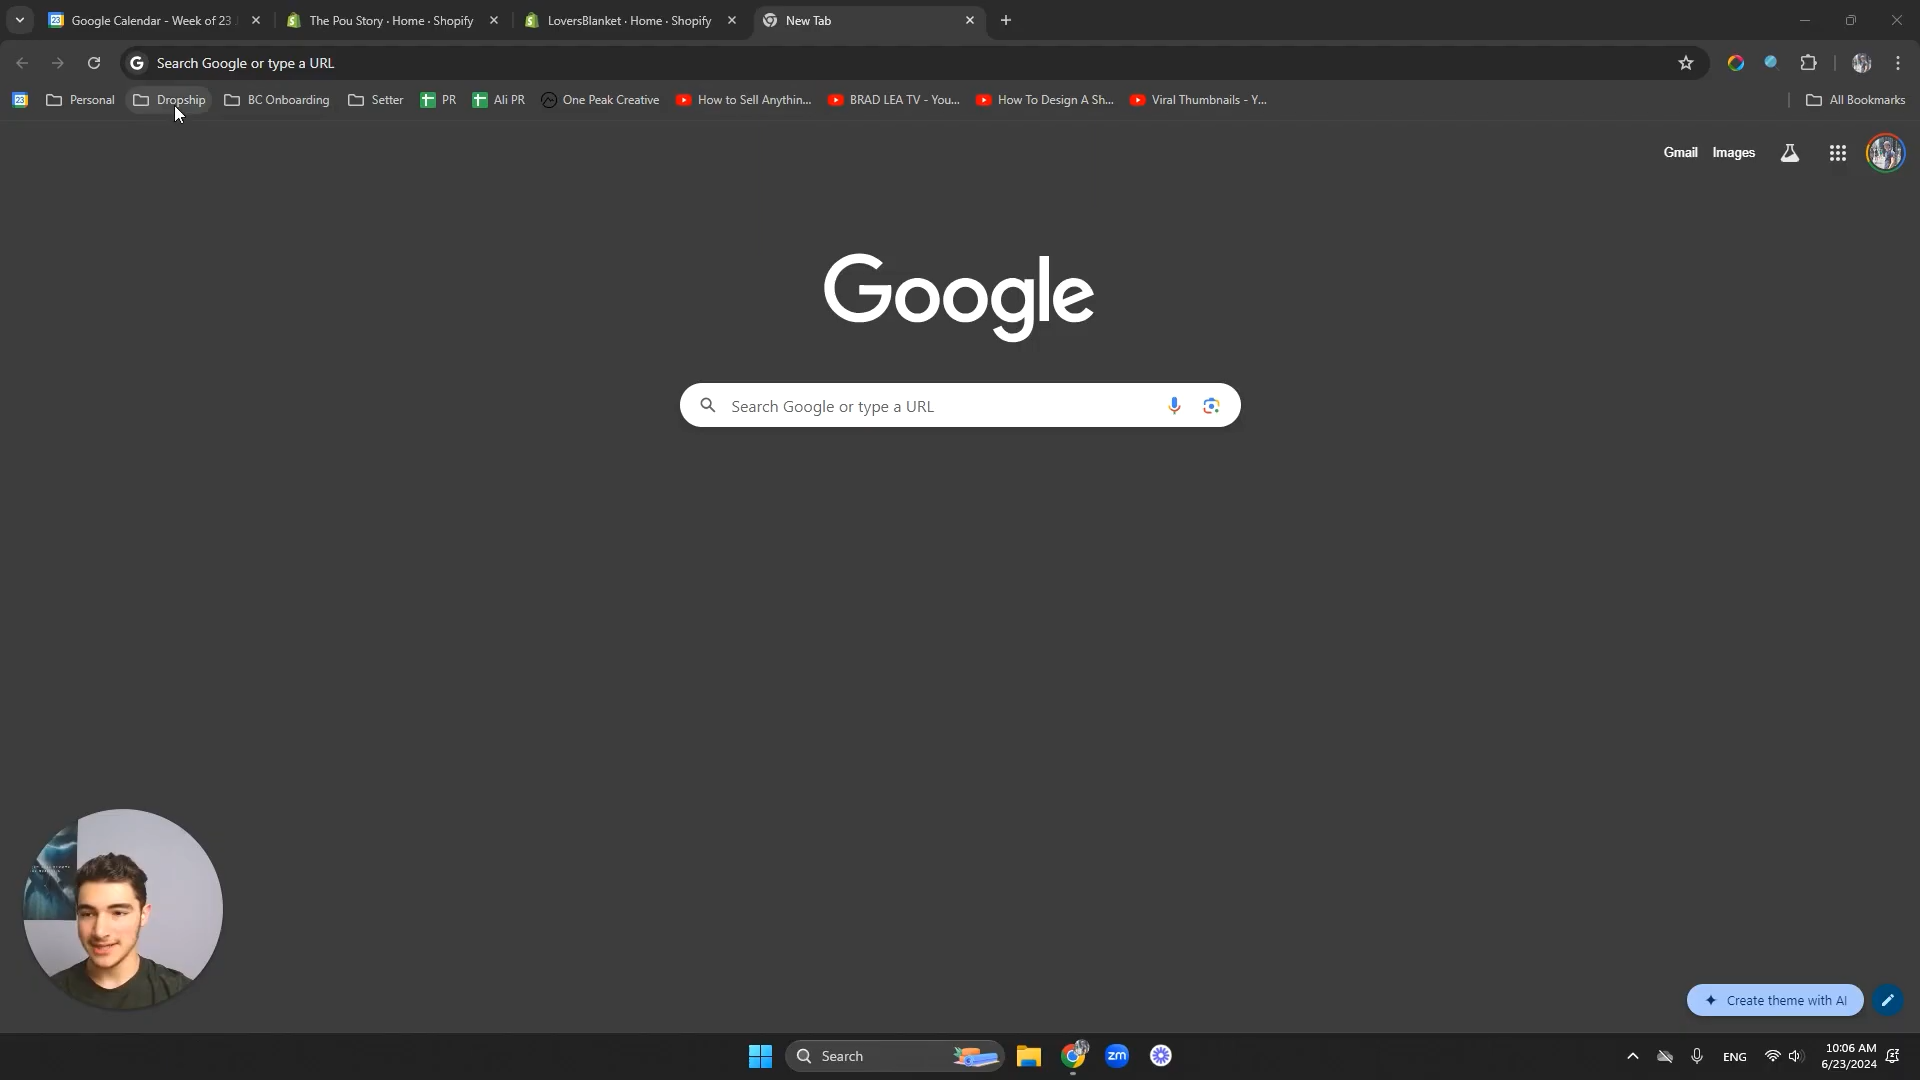 Google Calendar - Week of 23
The Pou Story · Home · Shopify
LoversBlanket · Home · Shopify
New Tab
Search Google or type a URL
23
Personal
Dropship
BC Onboarding
Setter
PR
Ali PR
One Peak Creative
How to Sell Anythin...
BRAD LEA TV - You...
How To Design A Sh...
Viral Thumbnails - Y...
All Bookmarks
Gmail
Images
Google
Search Google or type a URL
Create theme with AI
Search
zm
ENG
10:06 AM
6/23/2024